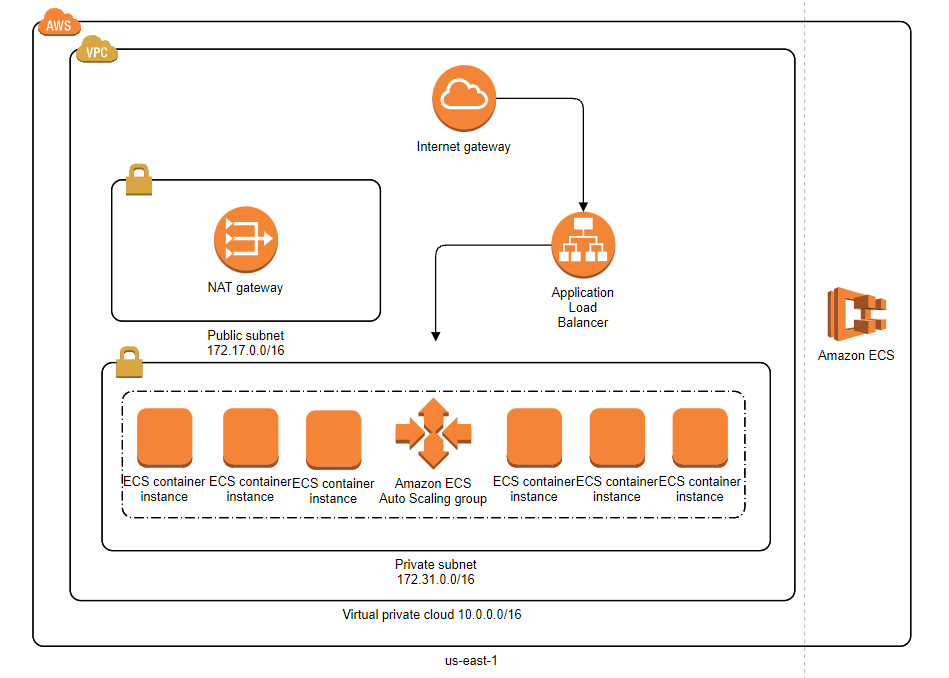 AWS
VPC
Internet gateway
NAT gateway
Application
Load
Balancer
Public subnet
172.17.0.0/16
Amazon ECS
ECS container
instance
ECS container
instance
ECS container
instance
Amazon ECS
Auto Scaling group
ECS container
instance
ECS container
instance
ECS container
instance
Private subnet
172.31.0.0/16
Virtual private cloud 10.0.0.0/16
us-east-1